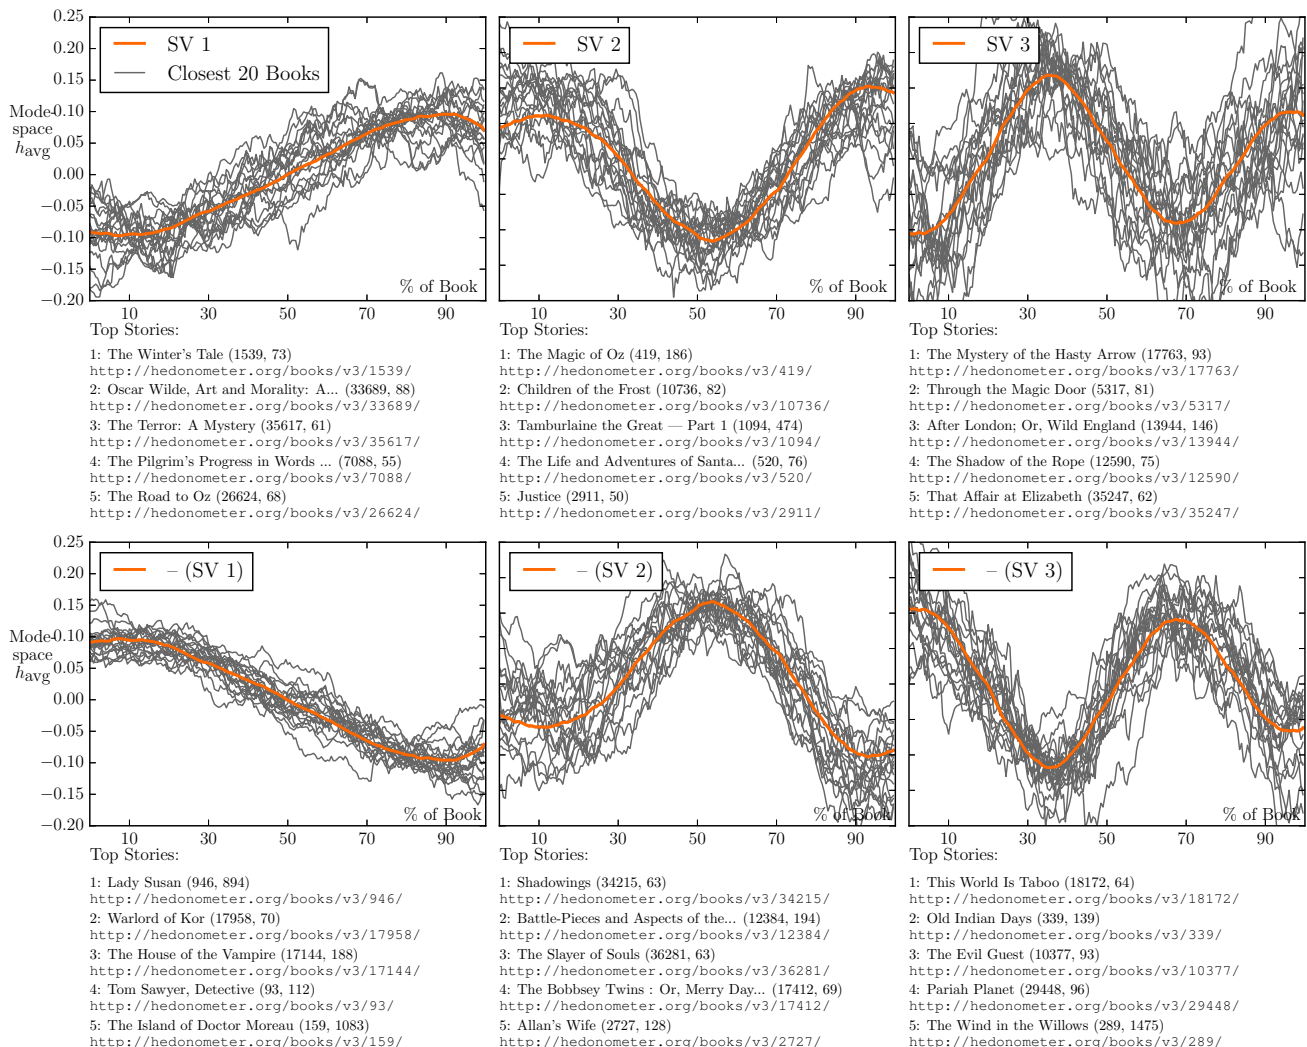 SV 1
Closest 20 Books
SV 2
SV 3
0.25
0.20
0.15
0.10
0.05
0.00
−0.05
−0.10
−0.15
−0.20
Mode-
space
havg
% of Book
% of Book
% of Book
10 30 50 70 90
10 30 50 70 90
10 30 50 70 90
Top Stories:
1: The Winter's Tale (1539, 73)
http://hedonometer.org/books/v3/1539/
2: Oscar Wilde, Art and Morality: A... (33689, 88)
http://hedonometer.org/books/v3/33689/
3: The Terror: A Mystery (35617, 61)
http://hedonometer.org/books/v3/35617/
4: The Pilgrim's Progress in Words ... (7088, 55)
http://hedonometer.org/books/v3/7088/
5: The Road to Oz (26624, 68)
http://hedonometer.org/books/v3/26624/
Top Stories:
1: The Magic of Oz (419, 186)
http://hedonometer.org/books/v3/419/
2: Children of the Frost (10736, 82)
http://hedonometer.org/books/v3/10736/
3: Tamburlaine the Great — Part 1 (1094, 474)
http://hedonometer.org/books/v3/1094/
4: The Life and Adventures of Santa... (520, 76)
http://hedonometer.org/books/v3/520/
5: Justice (2911, 50)
http://hedonometer.org/books/v3/2911/
Top Stories:
1: The Mystery of the Hasty Arrow (17763, 93)
http://hedonometer.org/books/v3/17763/
2: Through the Magic Door (5317, 81)
http://hedonometer.org/books/v3/5317/
3: After London; Or, Wild England (13944, 146)
http://hedonometer.org/books/v3/13944/
4: The Shadow of the Rope (12590, 75)
http://hedonometer.org/books/v3/12590/
5: That Affair at Elizabeth (35247, 62)
http://hedonometer.org/books/v3/35247/
– (SV 1)
– (SV 2)
– (SV 3)
0.25
0.20
0.15
0.10
0.05
0.00
−0.05
−0.10
−0.15
−0.20
Mode-
space
havg
% of Book
% of Book
% of Book
10 30 50 70 90
10 30 50 70 90
10 30 50 70 90
Top Stories:
1: Lady Susan (946, 894)
http://hedonometer.org/books/v3/946/
2: Warlord of Kor (17958, 70)
http://hedonometer.org/books/v3/17958/
3: The House of the Vampire (17144, 188)
http://hedonometer.org/books/v3/17144/
4: Tom Sawyer, Detective (93, 112)
http://hedonometer.org/books/v3/93/
5: The Island of Doctor Moreau (159, 1083)
http://hedonometer.org/books/v3/159/
Top Stories:
1: Shadowings (34215, 63)
http://hedonometer.org/books/v3/34215/
2: Battle-Pieces and Aspects of the... (12384, 194)
http://hedonometer.org/books/v3/12384/
3: The Slayer of Souls (36281, 63)
http://hedonometer.org/books/v3/36281/
4: The Bobbsey Twins : Or, Merry Day... (17412, 69)
http://hedonometer.org/books/v3/17412/
5: Allan's Wife (2727, 128)
http://hedonometer.org/books/v3/2727/
Top Stories:
1: This World Is Taboo (18172, 64)
http://hedonometer.org/books/v3/18172/
2: Old Indian Days (339, 139)
http://hedonometer.org/books/v3/339/
3: The Evil Guest (10377, 93)
http://hedonometer.org/books/v3/10377/
4: Pariah Planet (29448, 96)
http://hedonometer.org/books/v3/29448/
5: The Wind in the Willows (289, 1475)
http://hedonometer.org/books/v3/289/